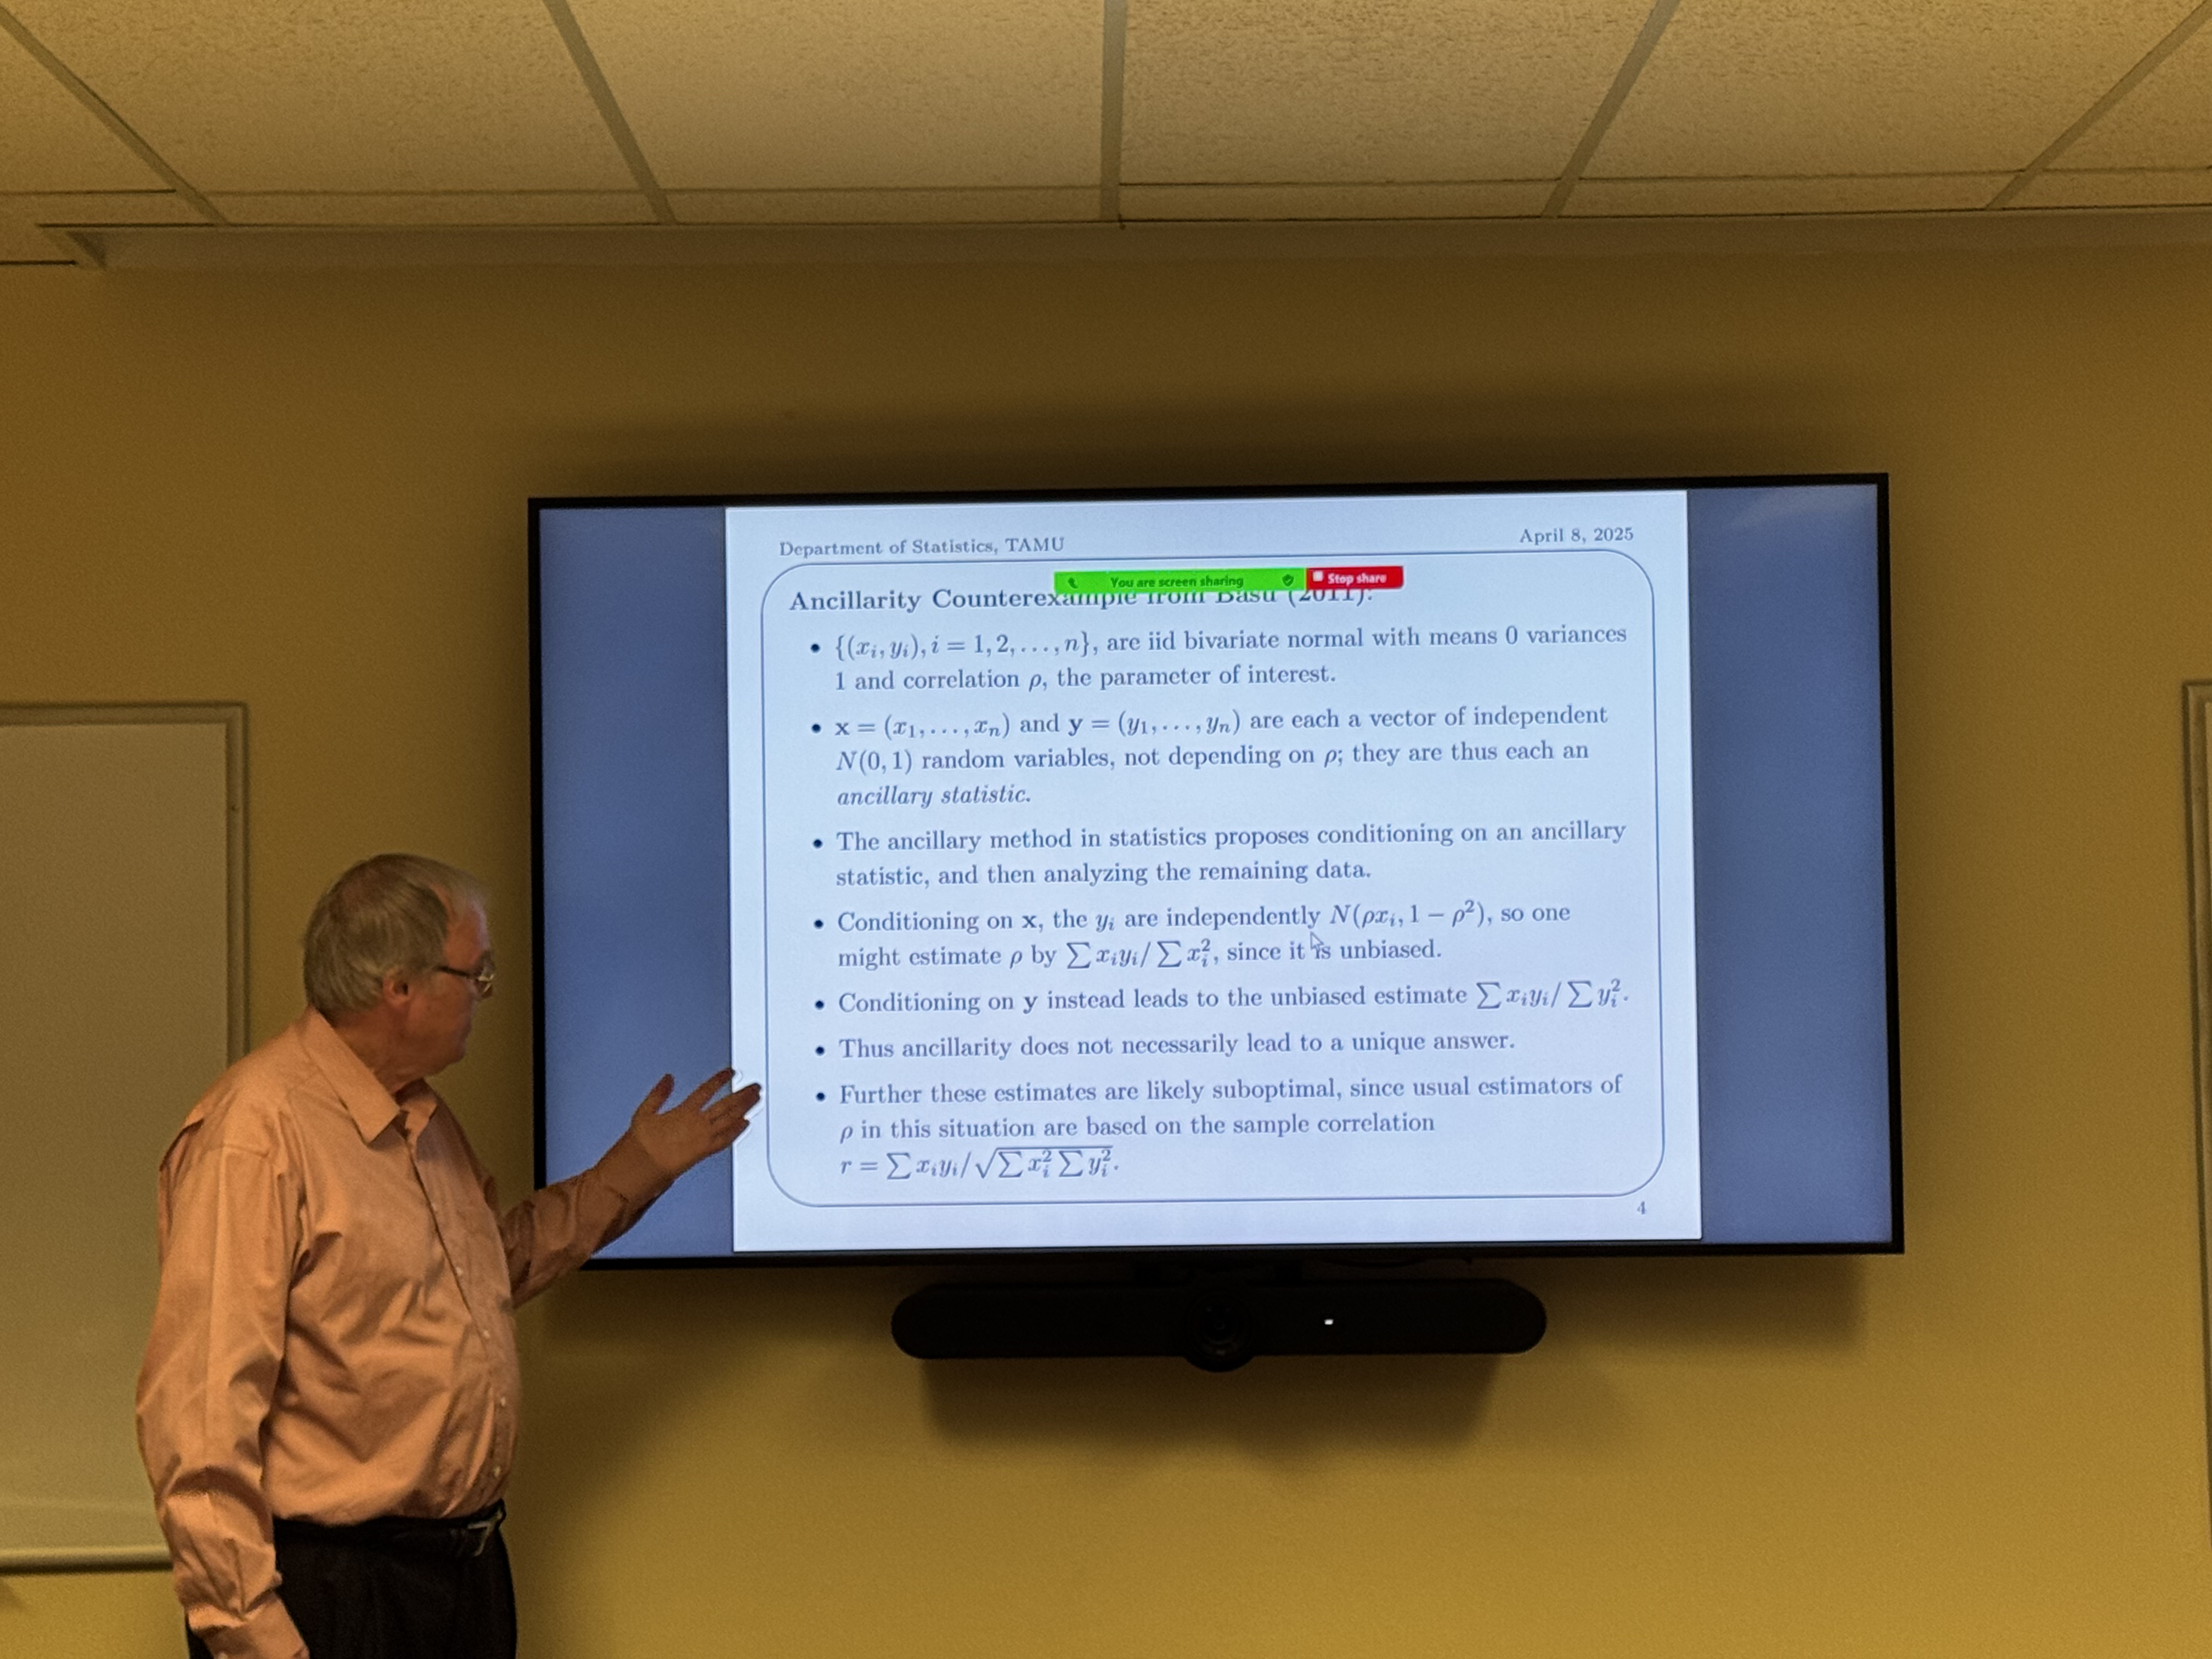 Department of Statistics, TAMU April 8, 2025
You are screen sharing Stop share
Ancillarity Counterexample from Basu (2011):
• {(xᵢ, yᵢ), i = 1, 2, . . . , n}, are iid bivariate normal with means 0 variances
1 and correlation ρ, the parameter of interest.
• x = (x₁, . . . , xₙ) and y = (y₁, . . . , yₙ) are each a vector of independent
N(0, 1) random variables, not depending on ρ; they are thus each an
ancillary statistic.
• The ancillary method in statistics proposes conditioning on an ancillary
statistic, and then analyzing the remaining data.
• Conditioning on x, the yᵢ are independently N(ρxᵢ, 1 − ρ²), so one
might estimate ρ by ∑ xᵢyᵢ/ ∑ xᵢ², since it is unbiased.
• Conditioning on y instead leads to the unbiased estimate ∑ xᵢyᵢ/ ∑ yᵢ².
• Thus ancillarity does not necessarily lead to a unique answer.
• Further these estimates are likely suboptimal, since usual estimators of
ρ in this situation are based on the sample correlation
r = ∑ xᵢyᵢ/√(∑ xᵢ² ∑ yᵢ²).
4